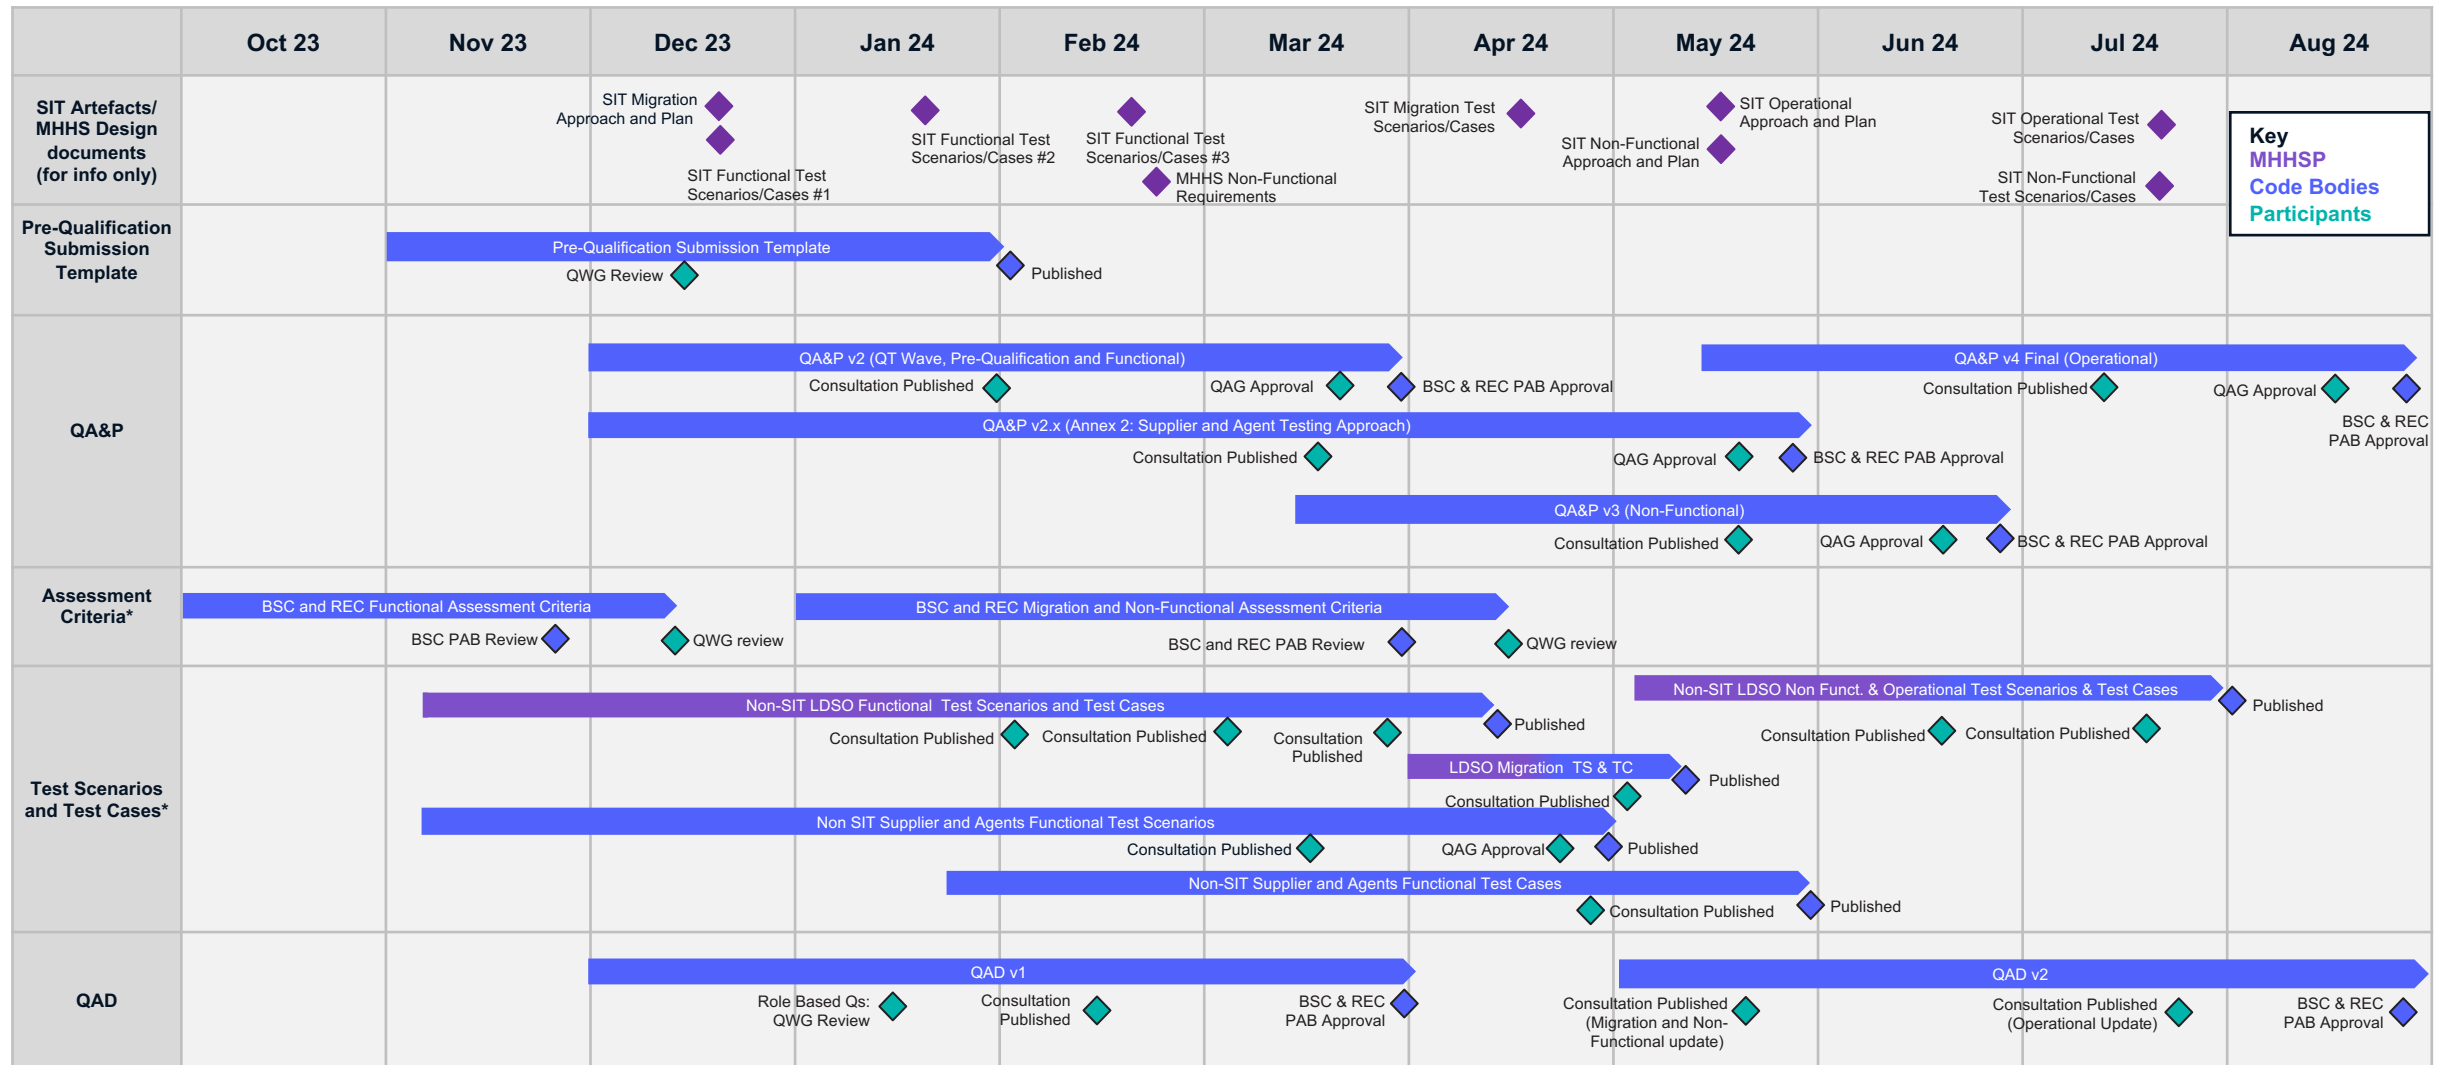 Oct 23
Nov 23
Dec 23
Jan 24
Feb 24
Mar 24
Apr 24
May 24
Jun 24
Jul 24
Aug 24
SIT Artefacts/
MHHS Design
documents
(for info only)
SIT Migration
Approach and Plan
SIT Functional Test
Scenarios/Cases #1
SIT Functional Test
Scenarios/Cases #2
SIT Functional Test
Scenarios/Cases #3
MHHS Non-Functional
Requirements
SIT Migration Test
Scenarios/Cases
SIT Operational
Approach and Plan
SIT Non-Functional
Approach and Plan
SIT Operational Test
Scenarios/Cases
SIT Non-Functional
Test Scenarios/Cases
Key
MHHSP
Code Bodies
Participants
Pre-Qualification
Submission
Template
Pre-Qualification Submission Template
QWG Review
Published
QA&P
QA&P v2 (QT Wave, Pre-Qualification and Functional)
Consultation Published
QAG Approval
BSC & REC PAB Approval
QA&P v4 Final (Operational)
Consultation Published
QAG Approval
BSC & REC
PAB Approval
QA&P v2.x (Annex 2: Supplier and Agent Testing Approach)
Consultation Published
QAG Approval
BSC & REC PAB Approval
QA&P v3 (Non-Functional)
Consultation Published
QAG Approval
BSC & REC PAB Approval
Assessment
Criteria*
BSC and REC Functional Assessment Criteria
BSC PAB Review
QWG review
BSC and REC Migration and Non-Functional Assessment Criteria
BSC and REC PAB Review
QWG review
Test Scenarios
and Test Cases*
Non-SIT LDSO Functional Test Scenarios and Test Cases
Consultation Published
Consultation Published
Consultation
Published
Published
Non-SIT LDSO Non Funct. & Operational Test Scenarios & Test Cases
Consultation Published
Consultation Published
Published
LDSO Migration TS & TC
Consultation Published
Published
Non SIT Supplier and Agents Functional Test Scenarios
Consultation Published
QAG Approval
Published
Non-SIT Supplier and Agents Functional Test Cases
Consultation Published
Published
QAD
QAD v1
Role Based Qs:
QWG Review
Consultation
Published
BSC & REC
PAB Approval
QAD v2
Consultation Published
(Migration and Non-
Functional update)
Consultation Published
(Operational Update)
BSC & REC
PAB Approval